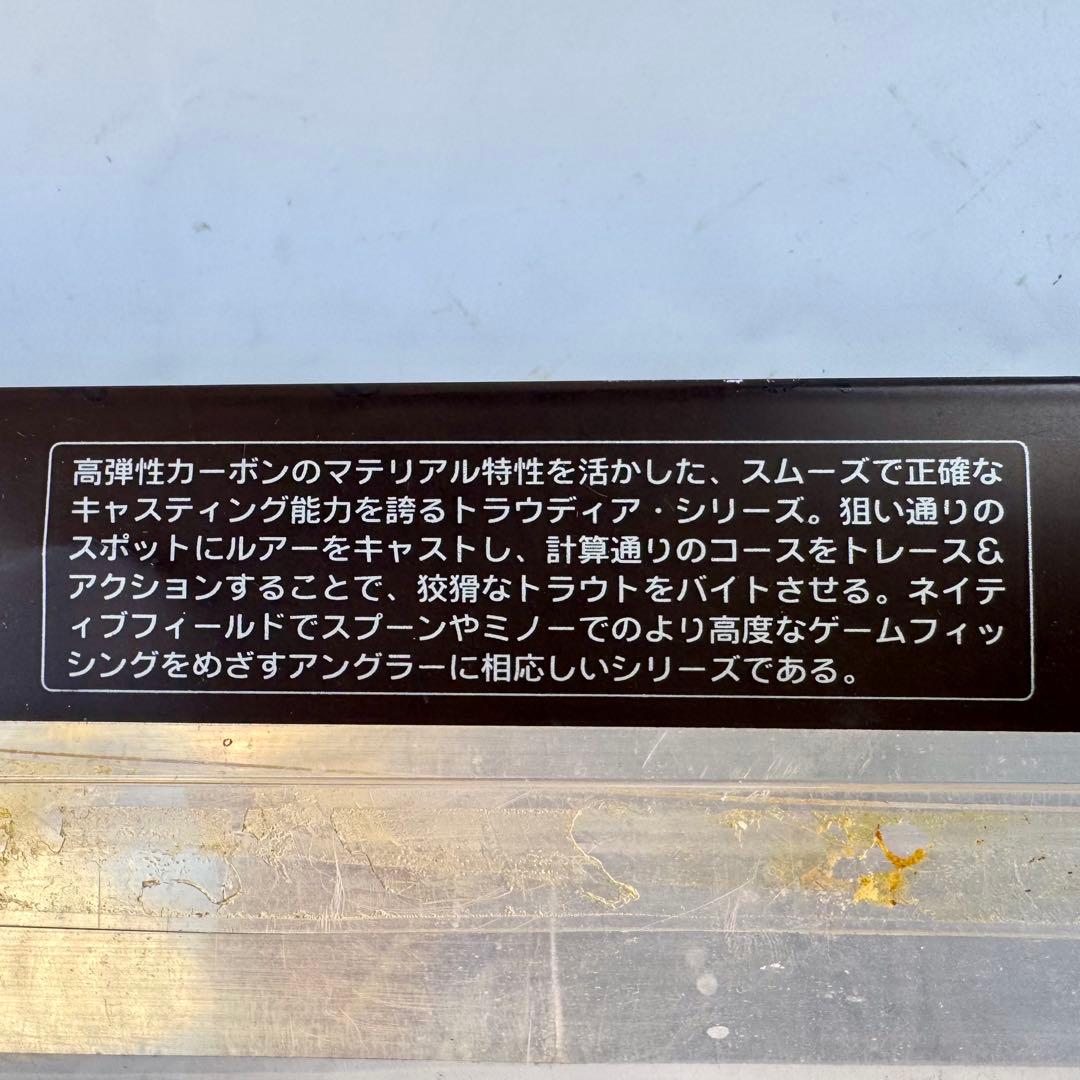 高弾性カーボンのマテリアル特性を活かした、スムーズで正確な
キャスティング能力を誇るトラウディア・シリーズ。狙い通りの
スポットにルアーをキャストし、計算通りのコースをトレース&
アクションすることで、狡猾なトラウトをバイトさせる。ネイテ
ィブフィールドでスプーンやミノーでのより高度なゲームフィッ
シングをめざすアングラーに相応しいシリーズである。